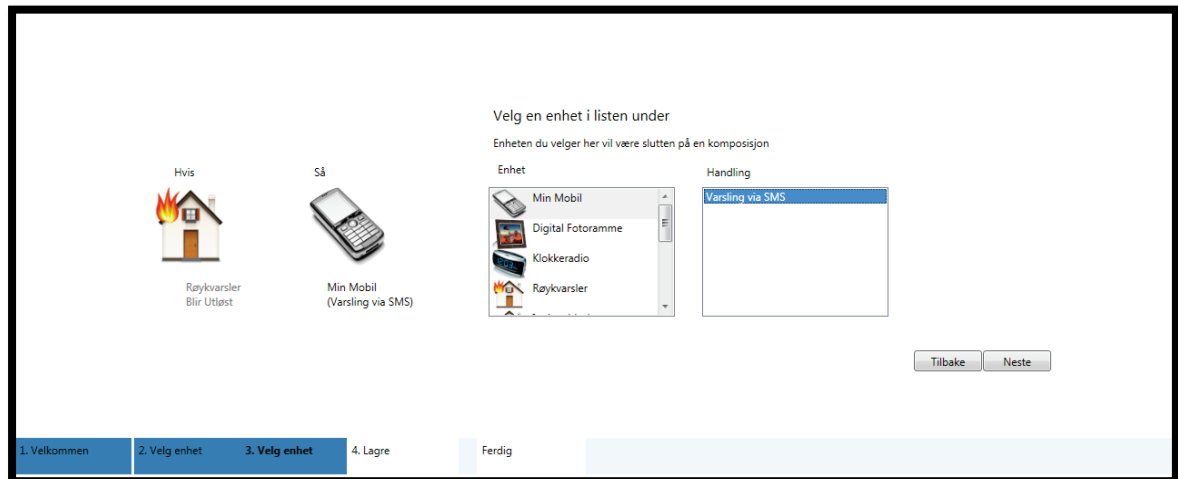 Velg en enhet i listen under
Enheten du velger her vil være slutten på en komposisjon
Hvis
Så
Røykvarsler
Blir Utløst
Min Mobil
(Varsling via SMS)
Enhet
Min Mobil
Digital Fotoramme
Klokkeradio
Røykvarsler
Handling
Varsling via SMS
Tilbake
Neste
1. Velkommen
2. Velg enhet
3. Velg enhet
4. Lagre
Ferdig